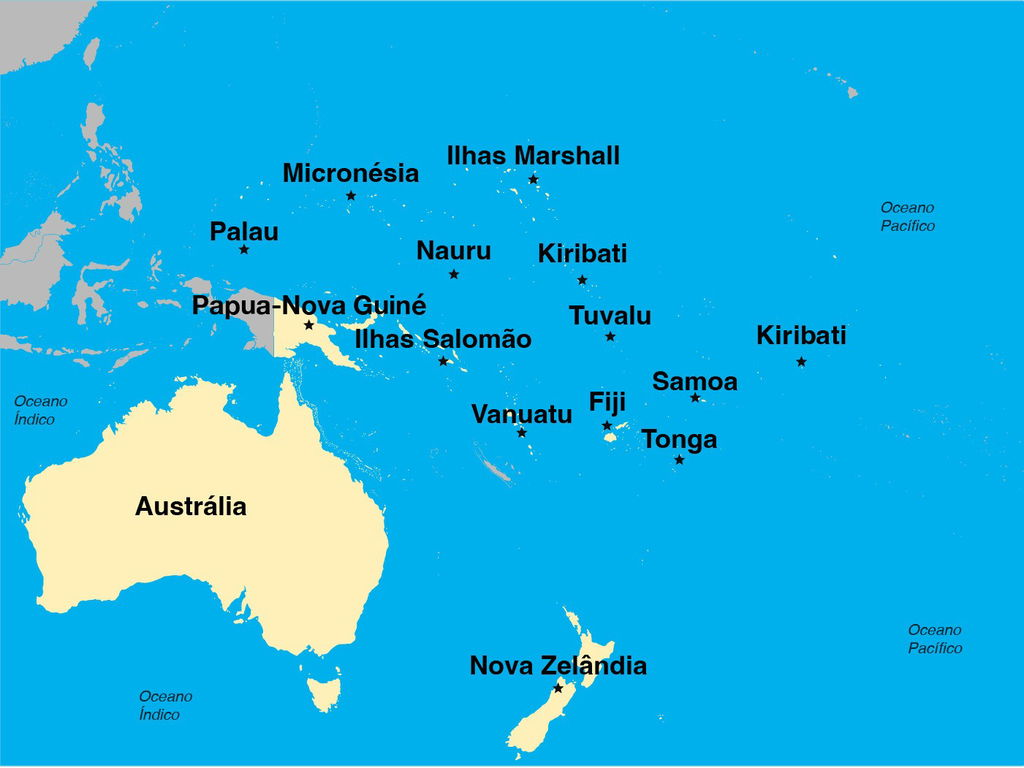 Ilhas Marshall
Micronésia
Oceano
Pacífico
Palau
Nauru
Kiribati
Papua-Nova Guiné
Tuvalu
Ilhas Salomão
Kiribati
Samoa
Oceano
Índico
Fiji
Vanuatu
Tonga
Austrália
Oceano
Pacífico
Nova Zelândia
Oceano
Índico